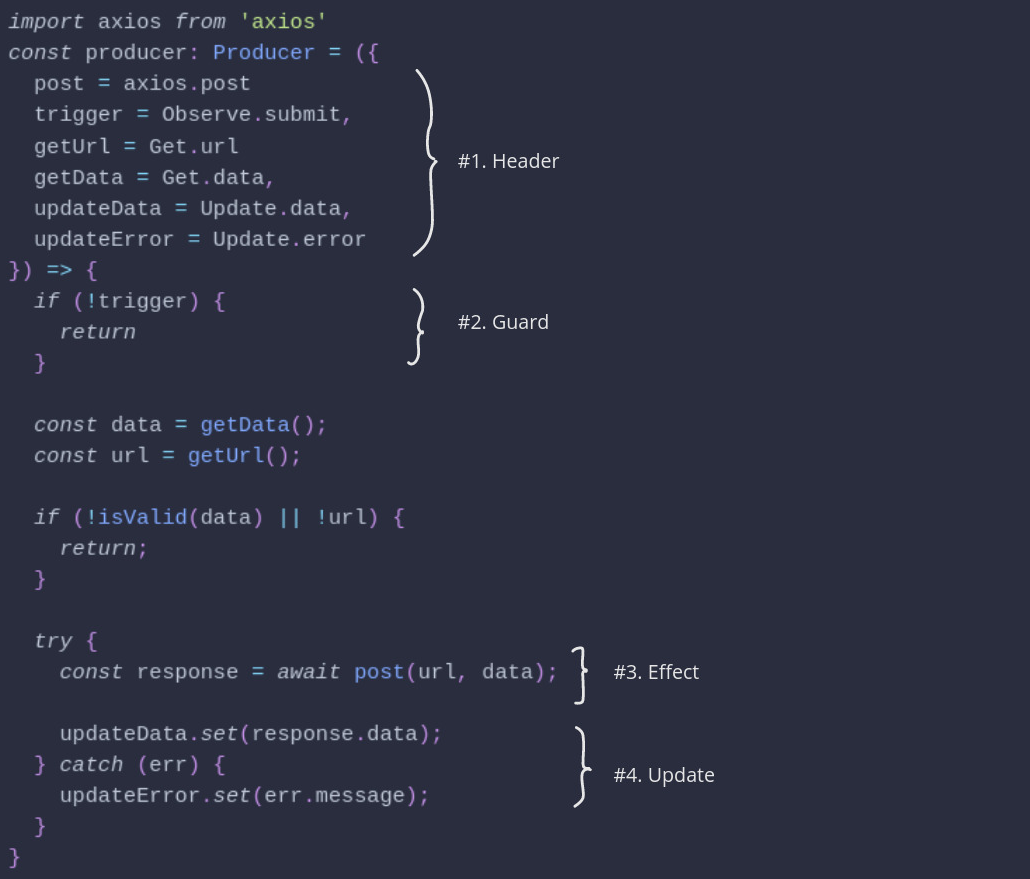 import axios from 'axios'
const producer: Producer = ({
  post = axios.post
  trigger = Observe.submit,
  getUrl = Get.url
  getData = Get.data,
  updateData = Update.data,
  updateError = Update.error
#1. Header
}) => {
  if (!trigger) {
    return
  }
#2. Guard
  const data = getData();
  const url = getUrl();
  if (!isValid(data) || !url) {
    return;
  }
  try {
    const response = await post(url, data);
#3. Effect
    updateData.set(response.data);
  } catch (err) {
    updateError.set(err.message);
#4. Update
  }
}